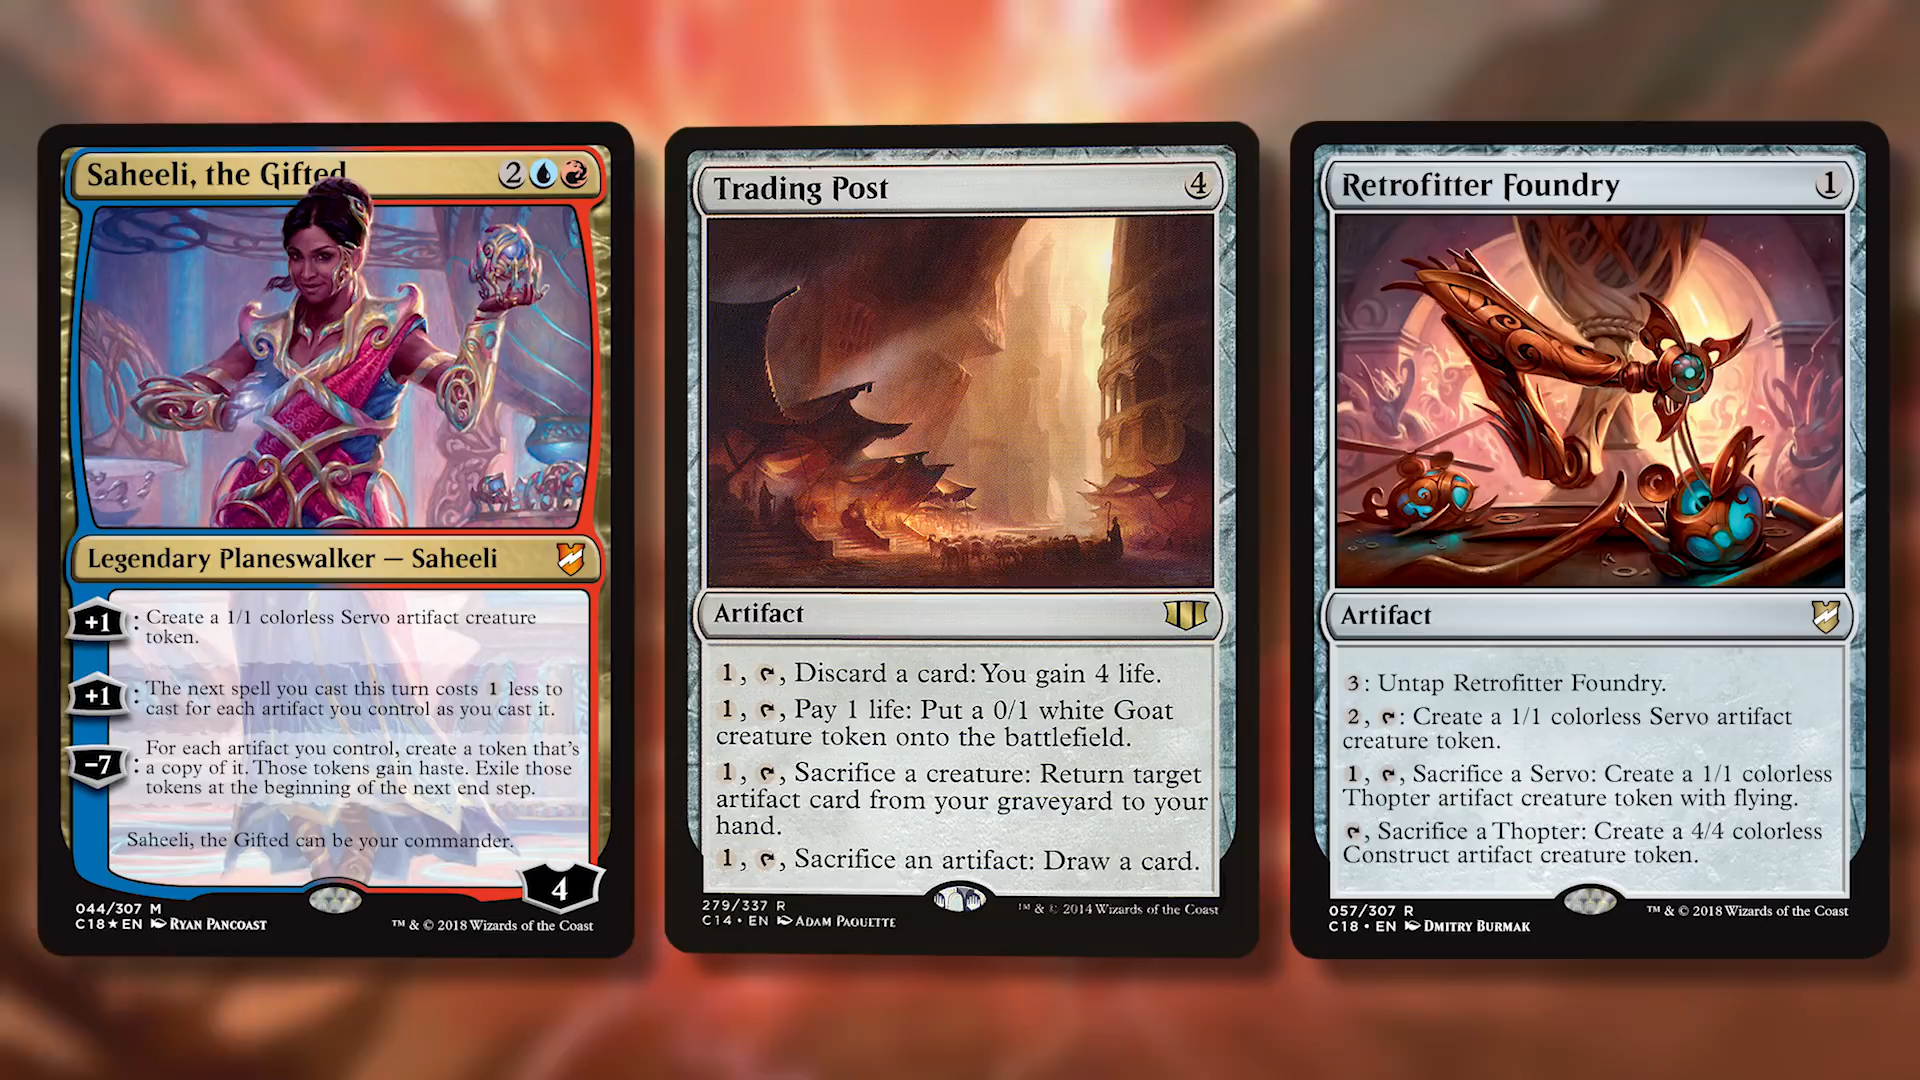 Saheeli, the Gifted 2
Legendary Planeswalker — Saheeli
+1 : Create a 1/1 colorless Servo artifact creature
token.
+1 : The next spell you cast this turn costs 1 less to
cast for each artifact you control as you cast it.
−7 : For each artifact you control, create a token that's
a copy of it. Those tokens gain haste. Exile those
tokens at the beginning of the next end step.
Saheeli, the Gifted can be your commander.
4
044/307 M
C18★EN RYAN PANCOAST ™ & © 2018 Wizards of the Coast
Trading Post 4
Artifact
1, , Discard a card: You gain 4 life.
1, , Pay 1 life: Put a 0/1 white Goat
creature token onto the battlefield.
1, , Sacrifice a creature: Return target
artifact card from your graveyard to your
hand.
1, , Sacrifice an artifact: Draw a card.
279/337 R
C14 • EN ADAM PAQUETTE ™ & © 2014 Wizards of the Coast
Retrofitter Foundry 1
Artifact
3: Untap Retrofitter Foundry.
2, : Create a 1/1 colorless Servo artifact
creature token.
1, , Sacrifice a Servo: Create a 1/1 colorless
Thopter artifact creature token with flying.
, Sacrifice a Thopter: Create a 4/4 colorless
Construct artifact creature token.
057/307 R
C18 • EN DMITRY BURMAK ™ & © 2018 Wizards of the Coast